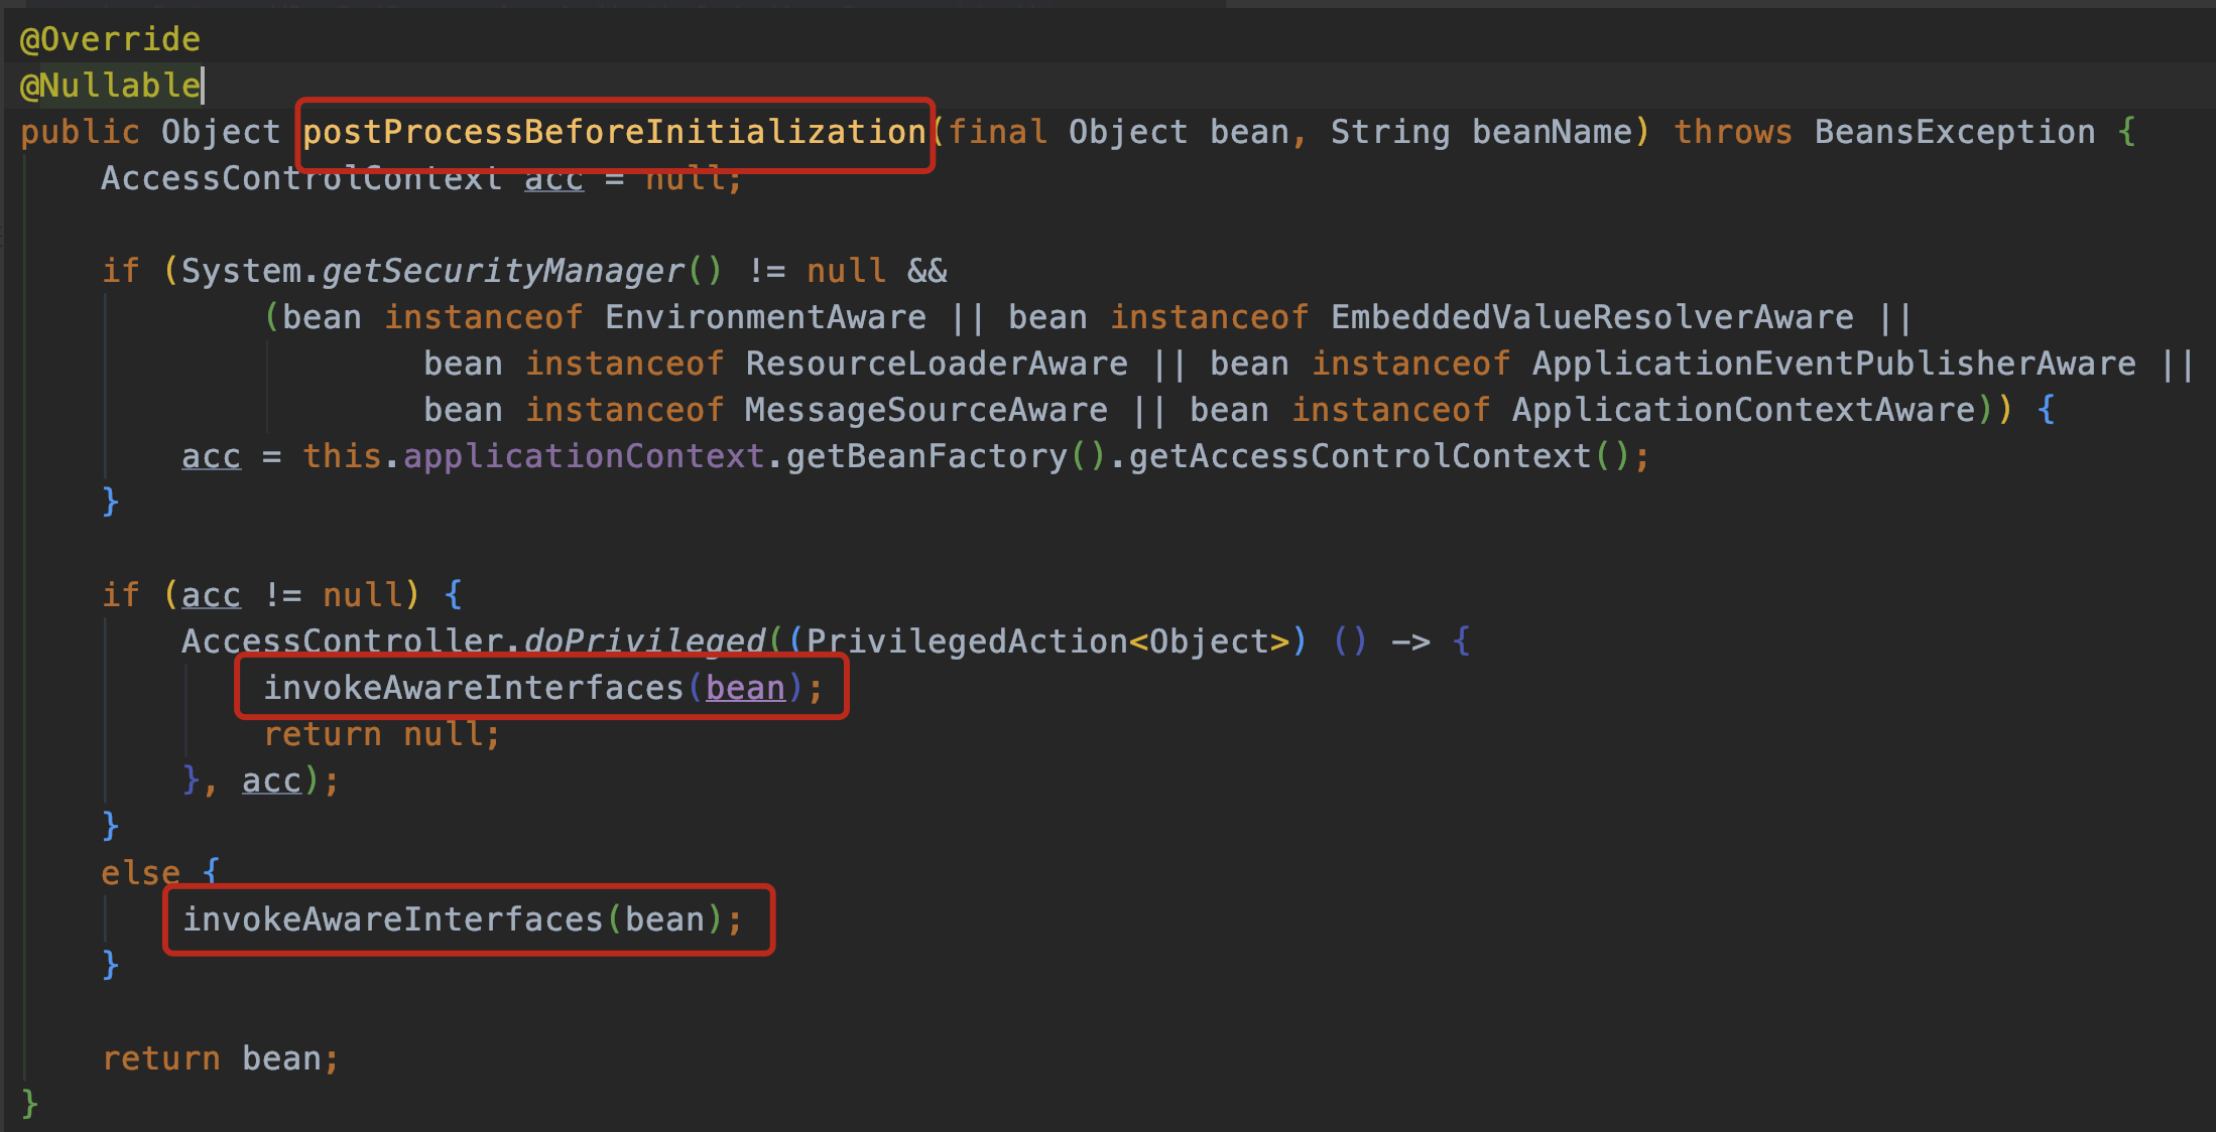 @Override
@Nullable
public Object postProcessBeforeInitialization(final Object bean, String beanName) throws BeansException {
AccessControlContext acc = null;
if (System.getSecurityManager() != null &&
(bean instanceof EnvironmentAware || bean instanceof EmbeddedValueResolverAware ||
bean instanceof ResourceLoaderAware || bean instanceof ApplicationEventPublisherAware ||
bean instanceof MessageSourceAware || bean instanceof ApplicationContextAware)) {
acc = this.applicationContext.getBeanFactory().getAccessControlContext();
}
if (acc != null) {
AccessController.doPrivileged((PrivilegedAction<Object>) () -> {
invokeAwareInterfaces(bean);
return null;
}, acc);
}
else {
invokeAwareInterfaces(bean);
}
return bean;
}